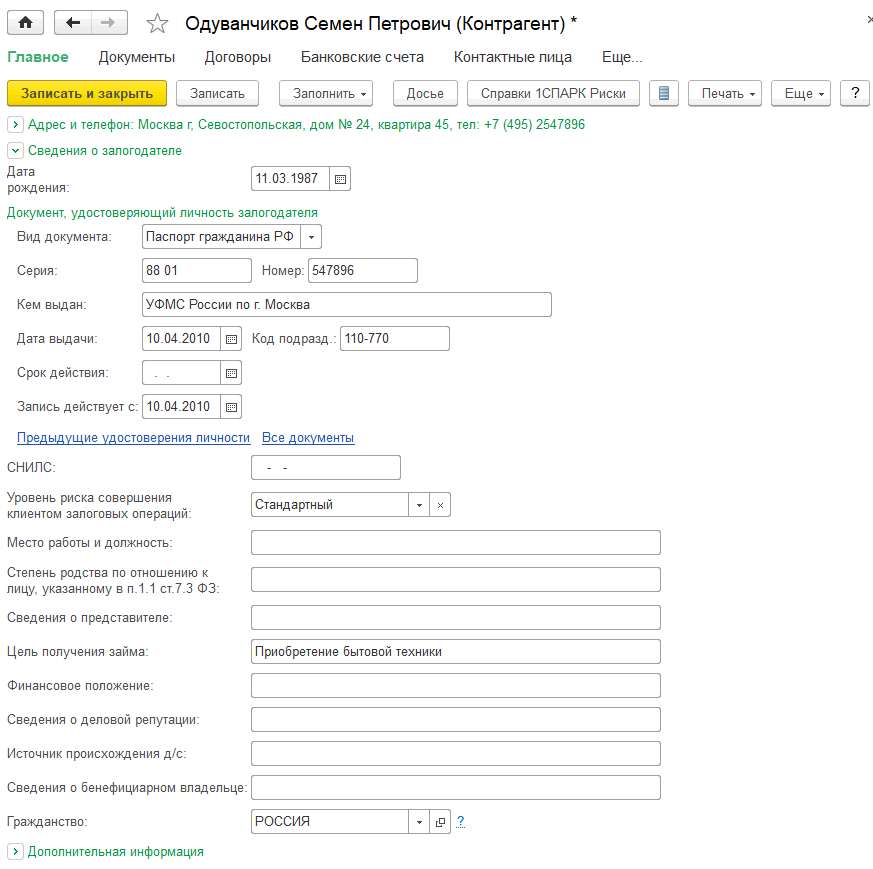 Одуванчиков Семен Петрович (Контрагент) *
Главное Документы Договоры Банковские счета Контактные лица Еще...
Записать и закрыть Записать Заполнить Досье Справки 1СПАРК Риски Печать Еще ?
Адрес и телефон: Москва г, Севостопольская, дом № 24, квартира 45, тел: +7 (495) 2547896
Сведения о залогодателе
Дата
рождения: 11.03.1987
Документ, удостоверяющий личность залогодателя
Вид документа: Паспорт гражданина РФ
Серия: 88 01 Номер: 547896
Кем выдан: УФМС России по г. Москва
Дата выдачи: 10.04.2010 Код подразд.: 110-770
Срок действия: . .
Запись действует с: 10.04.2010
Предыдущие удостоверения личности Все документы
СНИЛС: - -
Уровень риска совершения
клиентом залоговых операций: Стандартный
Место работы и должность:
Степень родства по отношению к
лицу, указанному в п.1.1 ст.7.3 ФЗ:
Сведения о представителе:
Цель получения займа: Приобретение бытовой техники
Финансовое положение:
Сведения о деловой репутации:
Источник происхождения д/с:
Сведения о бенефициарном владельце:
Гражданство: РОССИЯ ?
Дополнительная информация